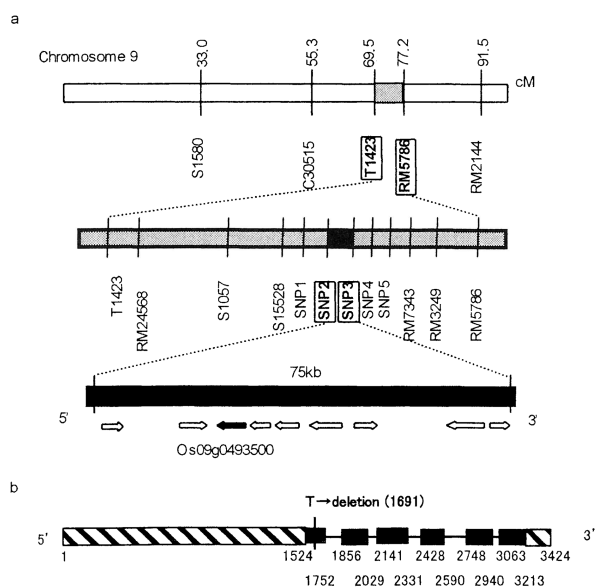 a
Chromosome 9
33.0 55.3 69.5 77.2 91.5
cM
S1580 C30515 T1423 RM5786 RM2144
T1423 RM24568 S1057 S15528 SNP1 SNP2 SNP3 SNP4 SNP5 RM7343 RM3249 RM5786
75kb
5' 3'
Os09g0493500
b
T→deletion (1691)
5' 3'
1 1524 1856 2141 2428 2748 3063 3424
1752 2029 2331 2590 2940 3213